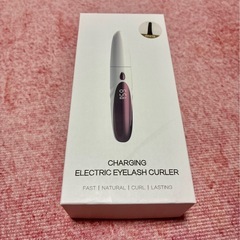 CHARGING
ELECTRIC EYELASH CURLER
FAST | NATURAL | CURL | LASTING